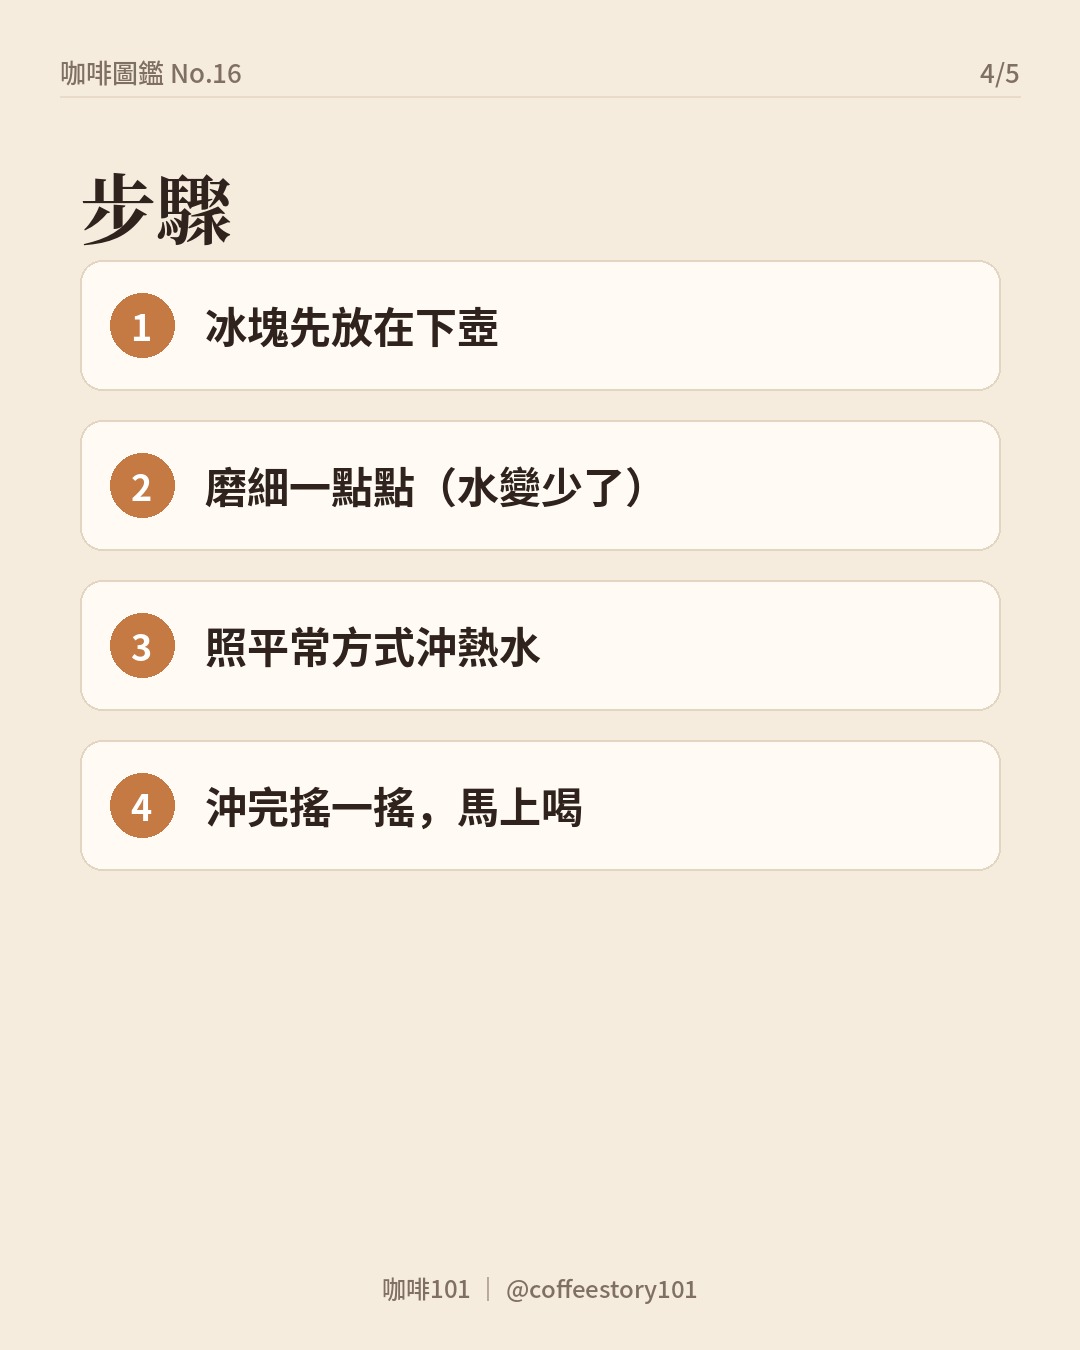 咖啡圖鑑 No.16
4/5
步驟
1 冰塊先放在下壺
2 磨細一點點（水變少了）
3 照平常方式沖熱水
4 沖完搖一搖，馬上喝
咖啡101｜@coffeestory101